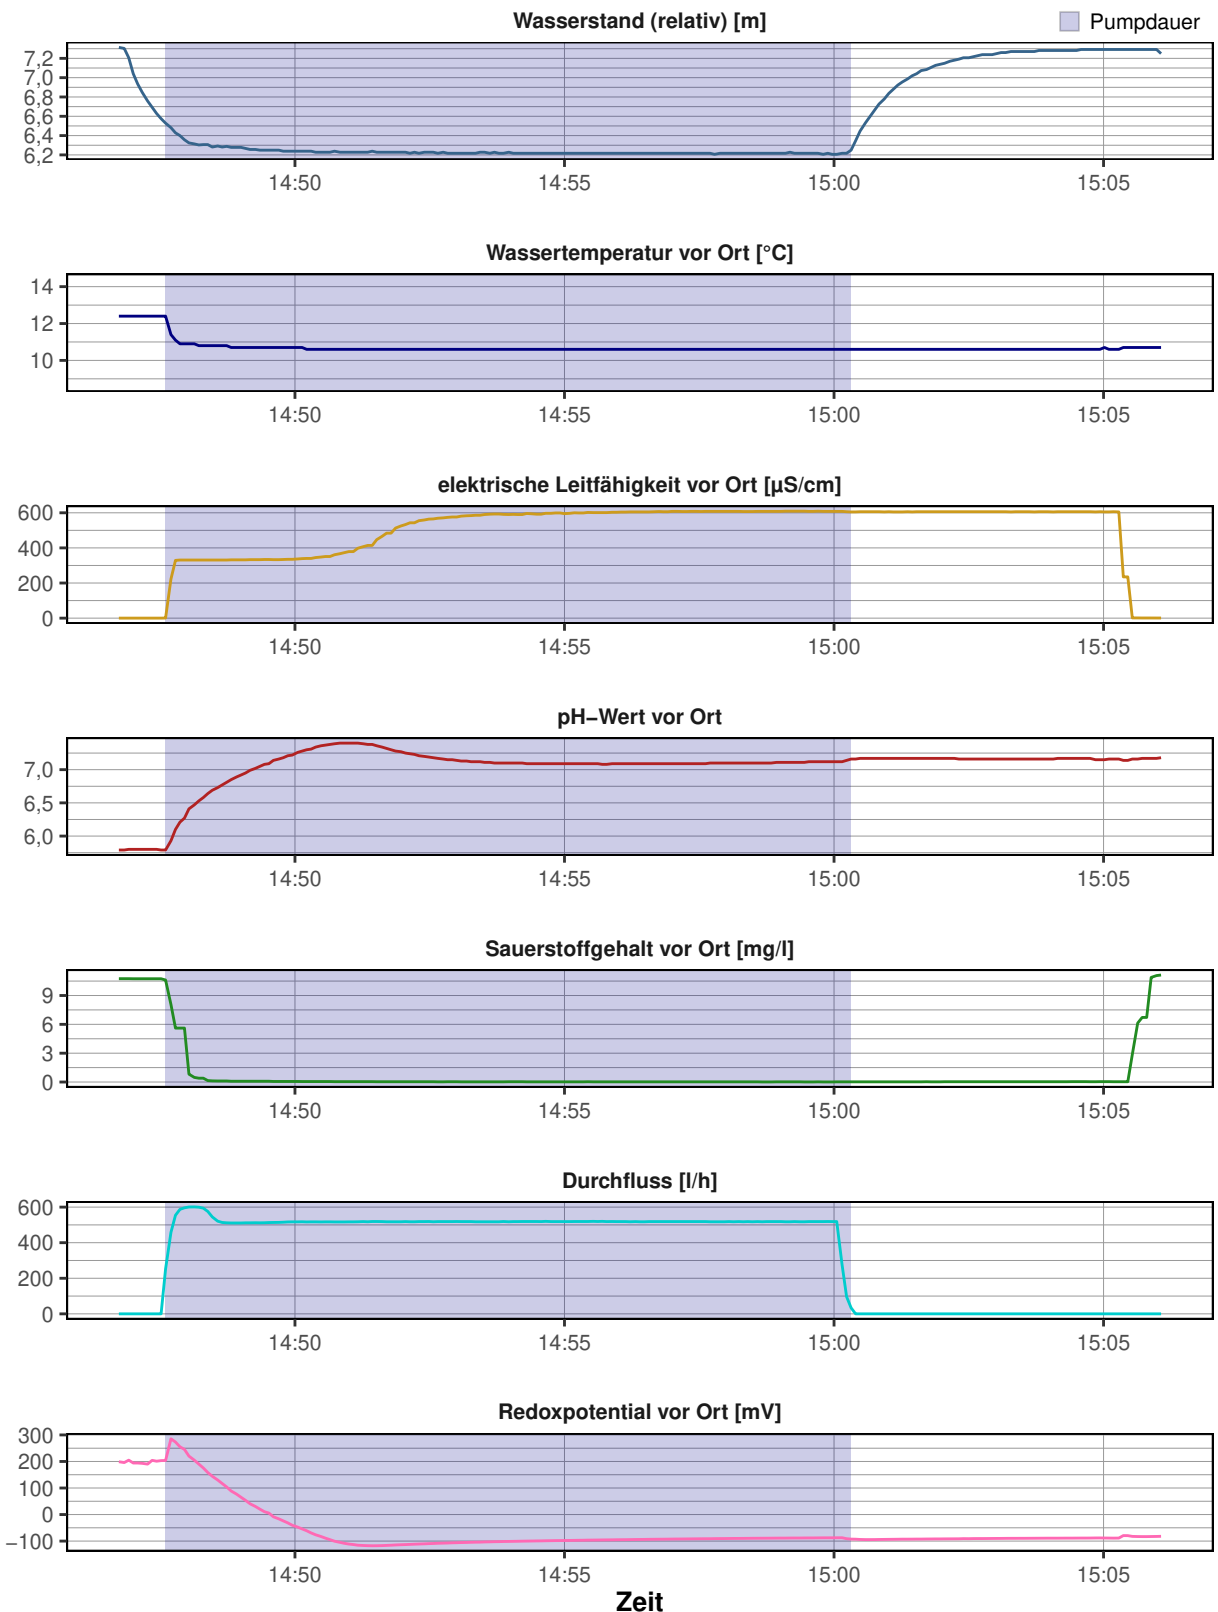 Wasserstand (relativ) [m]
Pumpdauer
7,2
7,0
6,8
6,6
6,4
6,2
14:50 14:55 15:00 15:05
Wassertemperatur vor Ort [°C]
14
12
10
14:50 14:55 15:00 15:05
elektrische Leitfähigkeit vor Ort [µS/cm]
600
400
200
0
14:50 14:55 15:00 15:05
pH−Wert vor Ort
7,0
6,5
6,0
14:50 14:55 15:00 15:05
Sauerstoffgehalt vor Ort [mg/l]
9
6
3
0
14:50 14:55 15:00 15:05
Durchfluss [l/h]
600
400
200
0
14:50 14:55 15:00 15:05
Redoxpotential vor Ort [mV]
300
200
100
0
−100
14:50 14:55 15:00 15:05
Zeit